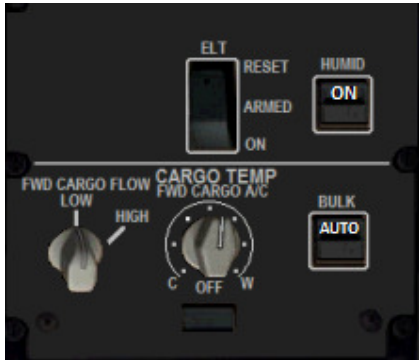 ELT
RESET
ARMED
ON
HUMID
ON
CARGO TEMP
FWD CARGO FLOW
LOW
HIGH
FWD CARGO A/C
C
OFF
W
BULK
AUTO